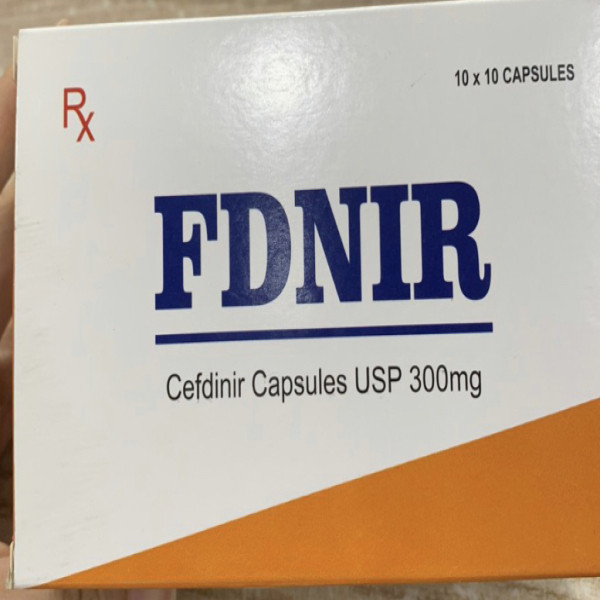 Rx
10 x 10 CAPSULES
FDNIR
Cefdinir Capsules USP 300mg